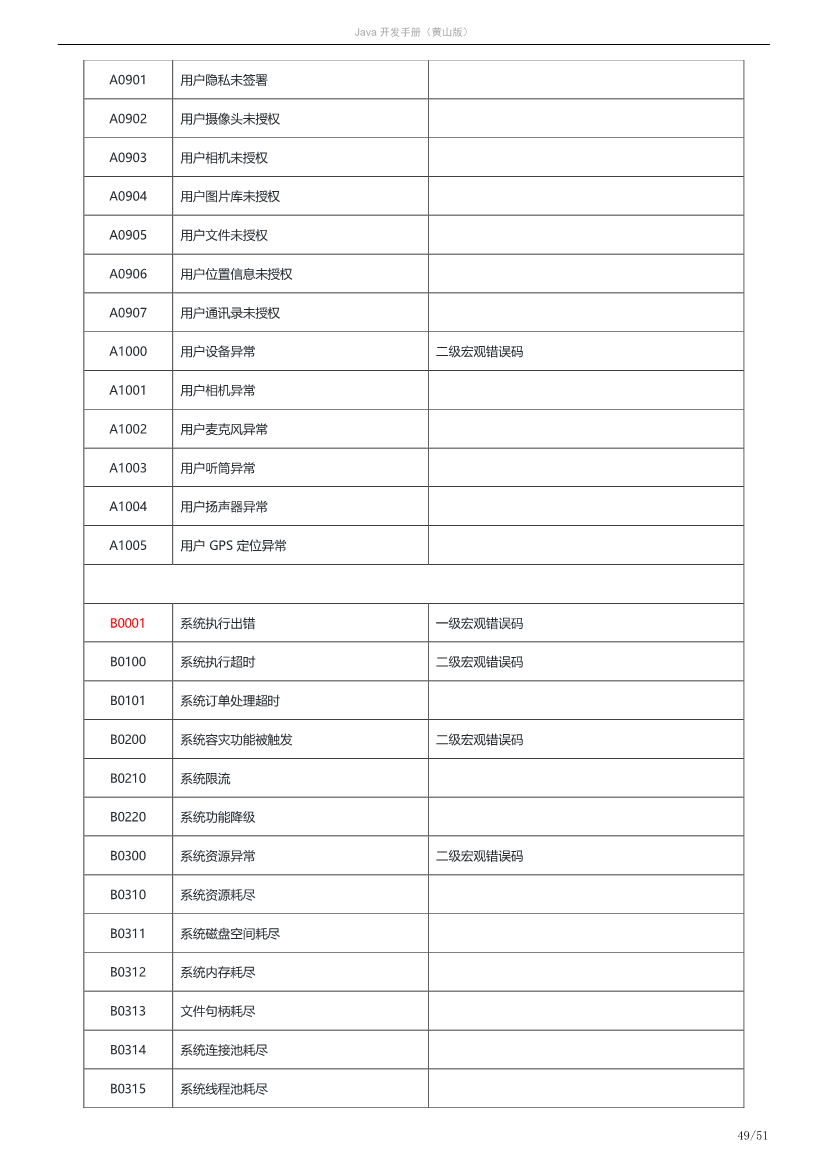 Java 开发手册（黄山版）
A0901 用户隐私未签署
A0902 用户摄像头未授权
A0903 用户相机未授权
A0904 用户图片库未授权
A0905 用户文件未授权
A0906 用户位置信息未授权
A0907 用户通讯录未授权
A1000 用户设备异常 二级宏观错误码
A1001 用户相机异常
A1002 用户麦克风异常
A1003 用户听筒异常
A1004 用户扬声器异常
A1005 用户 GPS 定位异常
B0001 系统执行出错 一级宏观错误码
B0100 系统执行超时 二级宏观错误码
B0101 系统订单处理超时
B0200 系统容灾功能被触发 二级宏观错误码
B0210 系统限流
B0220 系统功能降级
B0300 系统资源异常 二级宏观错误码
B0310 系统资源耗尽
B0311 系统磁盘空间耗尽
B0312 系统内存耗尽
B0313 文件句柄耗尽
B0314 系统连接池耗尽
B0315 系统线程池耗尽
49/51